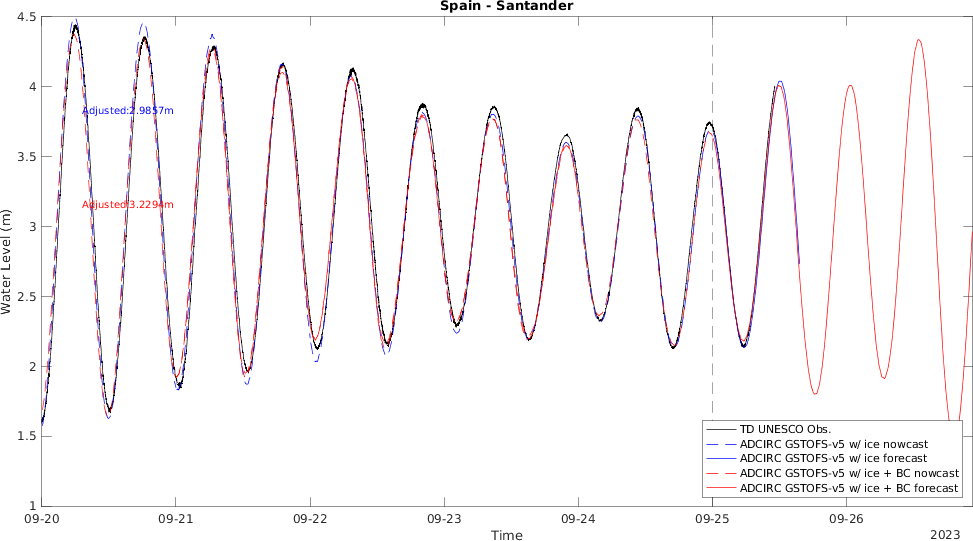 Spain - Santander
4.5
4
3.5
3
2.5
2
1.5
1
Water Level (m)
Adjusted:2.9857m
Adjusted:3.2294m
TD UNESCO Obs.
ADCIRC GSTOFS-v5 w/ ice nowcast
ADCIRC GSTOFS-v5 w/ ice forecast
ADCIRC GSTOFS-v5 w/ ice + BC nowcast
ADCIRC GSTOFS-v5 w/ ice + BC forecast
09-20 09-21 09-22 09-23 09-24 09-25 09-26
Time
2023